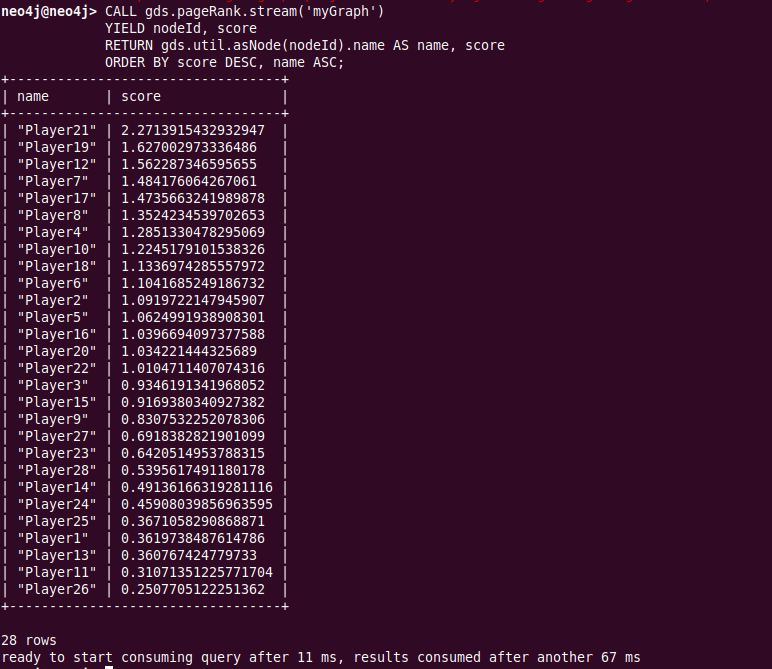 neo4j@neo4j> CALL gds.pageRank.stream('myGraph')
YIELD nodeId, score
RETURN gds.util.asNode(nodeId).name AS name, score
ORDER BY score DESC, name ASC;
+---------------------------------+
| name | score |
+---------------------------------+
| "Player21" | 2.2713915432932947 |
| "Player19" | 1.627002973336486 |
| "Player12" | 1.562287346595655 |
| "Player7" | 1.484176064267061 |
| "Player17" | 1.4735663241989878 |
| "Player8" | 1.3524234539702653 |
| "Player4" | 1.2851330478295069 |
| "Player10" | 1.2245179101538326 |
| "Player18" | 1.1336974285557972 |
| "Player6" | 1.1041685249186732 |
| "Player2" | 1.0919722147945907 |
| "Player5" | 1.0624991938908301 |
| "Player16" | 1.0396694097377588 |
| "Player20" | 1.034221444325689 |
| "Player22" | 1.0104711407074316 |
| "Player3" | 0.9346191341968052 |
| "Player15" | 0.9169380340927382 |
| "Player9" | 0.8307532252078306 |
| "Player27" | 0.6918382821901099 |
| "Player23" | 0.6420514953788315 |
| "Player28" | 0.5395617491180178 |
| "Player14" | 0.49136166319281116 |
| "Player24" | 0.45908039856963595 |
| "Player25" | 0.3671058290868871 |
| "Player1" | 0.3619738487614786 |
| "Player13" | 0.360767424779733 |
| "Player11" | 0.31071351225771704 |
| "Player26" | 0.2507705122251362 |
+---------------------------------+
28 rows
ready to start consuming query after 11 ms, results consumed after another 67 ms